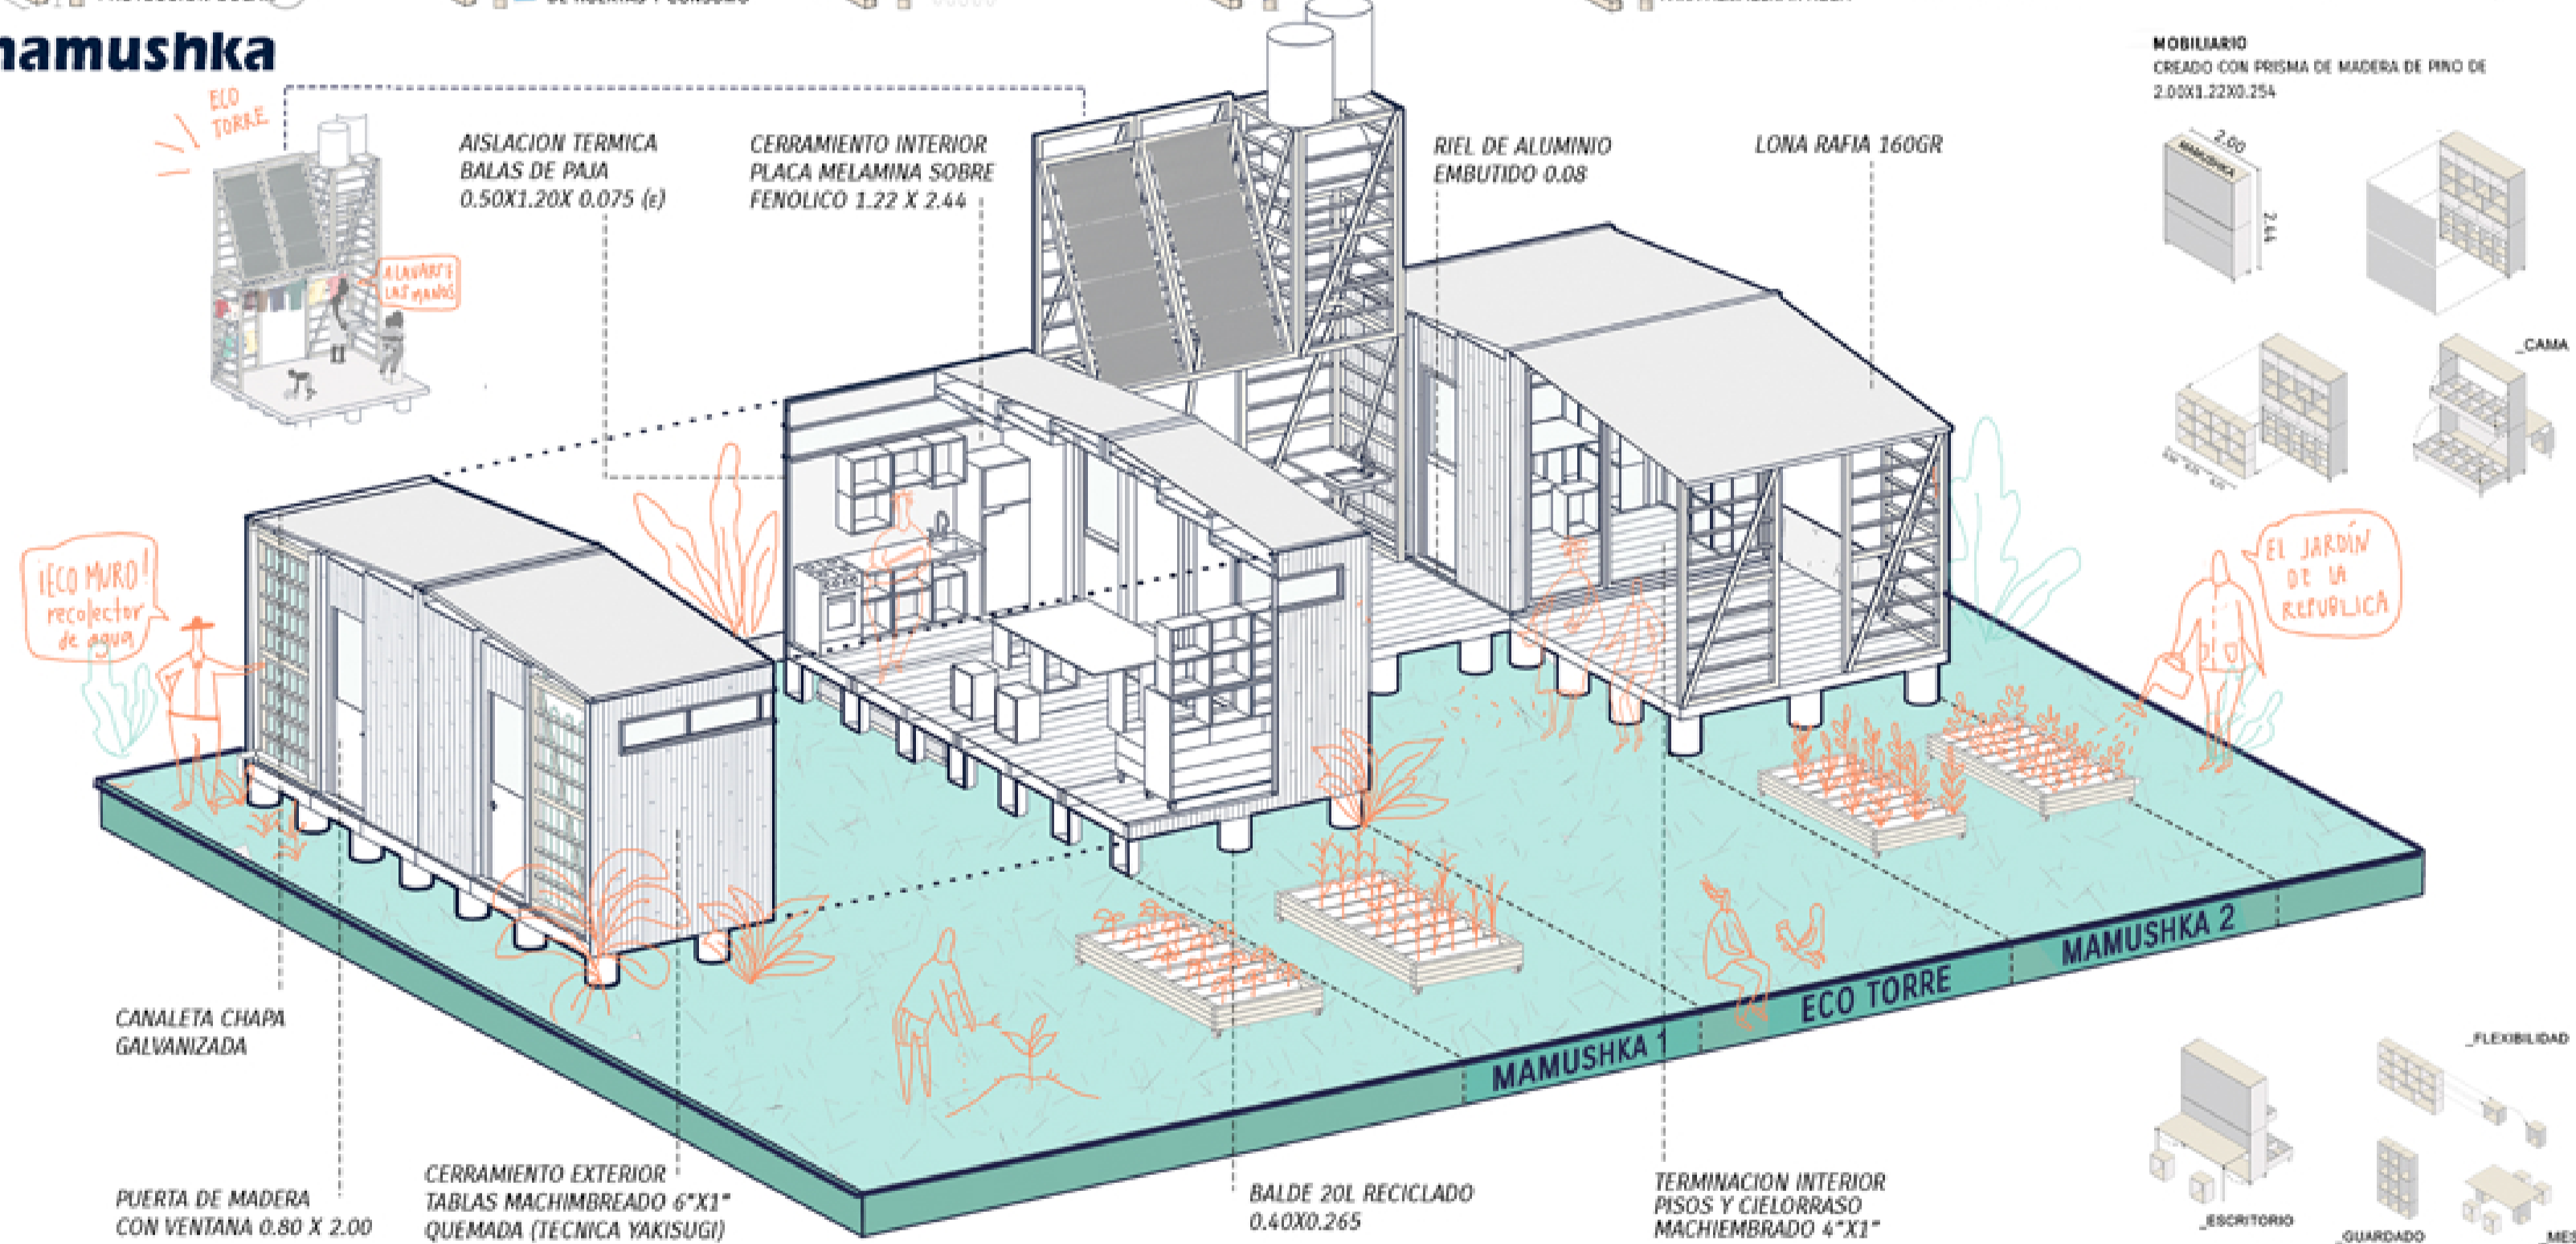 mamushka
ECO
TORRE
A LAVARTE
LAS MANOS
AISLACION TERMICA
BALAS DE PAJA
0.50X1.20X 0.075 (ε)
CERRAMIENTO INTERIOR
PLACA MELAMINA SOBRE
FENOLICO 1.22 X 2.44
RIEL DE ALUMINIO
EMBUTIDO 0.08
LONA RAFIA 160GR
MOBILIARIO
CREADO CON PRISMA DE MADERA DE PINO DE
2.00X1.22X0.254
2.00
MAMUSHKA
2.44
_CAMA
¡ECO MURO!
recolector
de agua
EL JARDÍN
DE LA
REPUBLICA
CANALETA CHAPA
GALVANIZADA
PUERTA DE MADERA
CON VENTANA 0.80 X 2.00
CERRAMIENTO EXTERIOR
TABLAS MACHIMBREADO 6"X1"
QUEMADA (TECNICA YAKISUGI)
BALDE 20L RECICLADO
0.40X0.265
TERMINACION INTERIOR
PISOS Y CIELORRASO
MACHIEMBRADO 4"X1"
MAMUSHKA 1
ECO TORRE
MAMUSHKA 2
_FLEXIBILIDAD
_ESCRITORIO
_GUARDADO